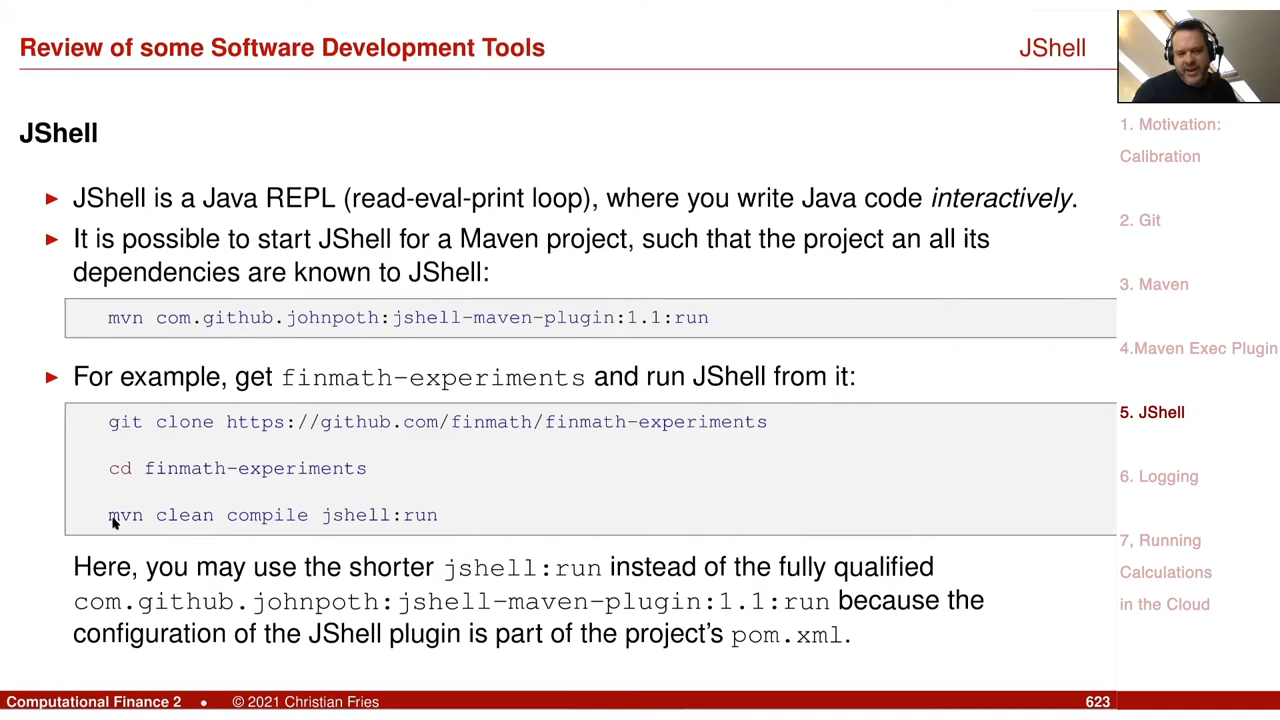 Review of some Software Development Tools
JShell
JShell
► JShell is a Java REPL (read-eval-print loop), where you write Java code interactively.
► It is possible to start JShell for a Maven project, such that the project an all its
dependencies are known to JShell:
mvn com.github.johnpoth:jshell-maven-plugin:1.1:run
► For example, get finmath-experiments and run JShell from it:
git clone https://github.com/finmath/finmath-experiments
cd finmath-experiments
mvn clean compile jshell:run
Here, you may use the shorter jshell:run instead of the fully qualified
com.github.johnpoth:jshell-maven-plugin:1.1:run because the
configuration of the JShell plugin is part of the project's pom.xml.
1. Motivation:
Calibration
2. Git
3. Maven
4.Maven Exec Plugin
5. JShell
6. Logging
7, Running
Calculations
in the Cloud
Computational Finance 2 • © 2021 Christian Fries
623